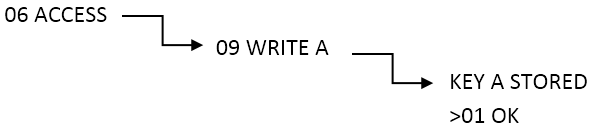 06 ACCESS
09 WRITE A
KEY A STORED
>01 OK